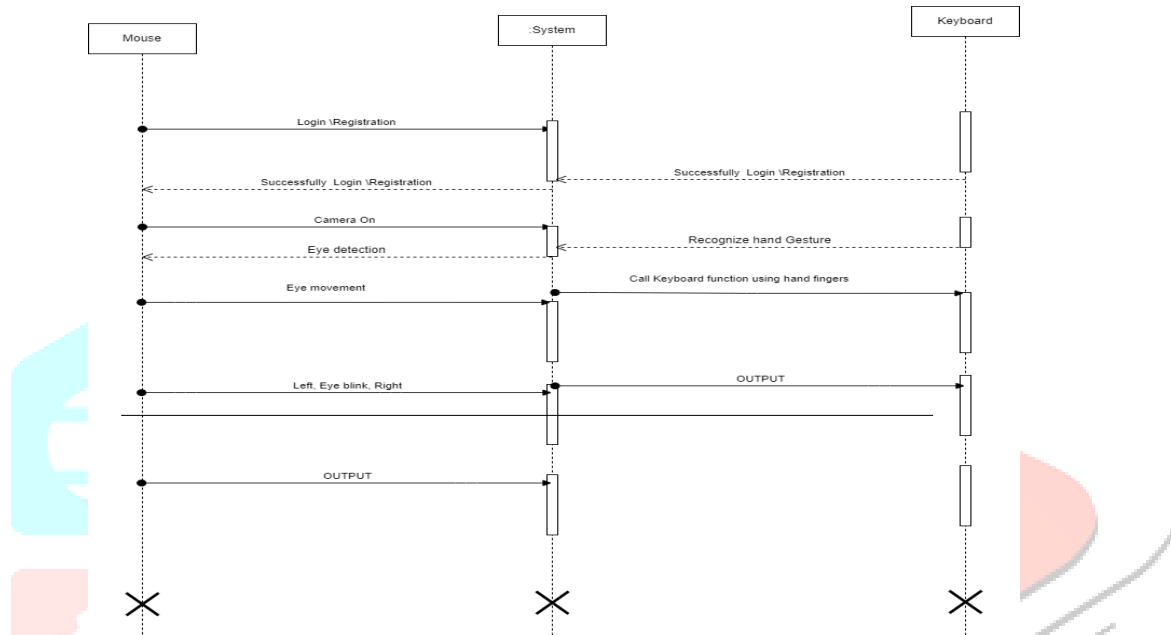 Mouse
:System
Keyboard
Login \Registration
Successfully Login \Registration
Successfully Login \Registration
Camera On
Recognize hand Gesture
Eye detection
Call Keyboard function using hand fingers
Eye movement
Left, Eye blink, Right
OUTPUT
OUTPUT